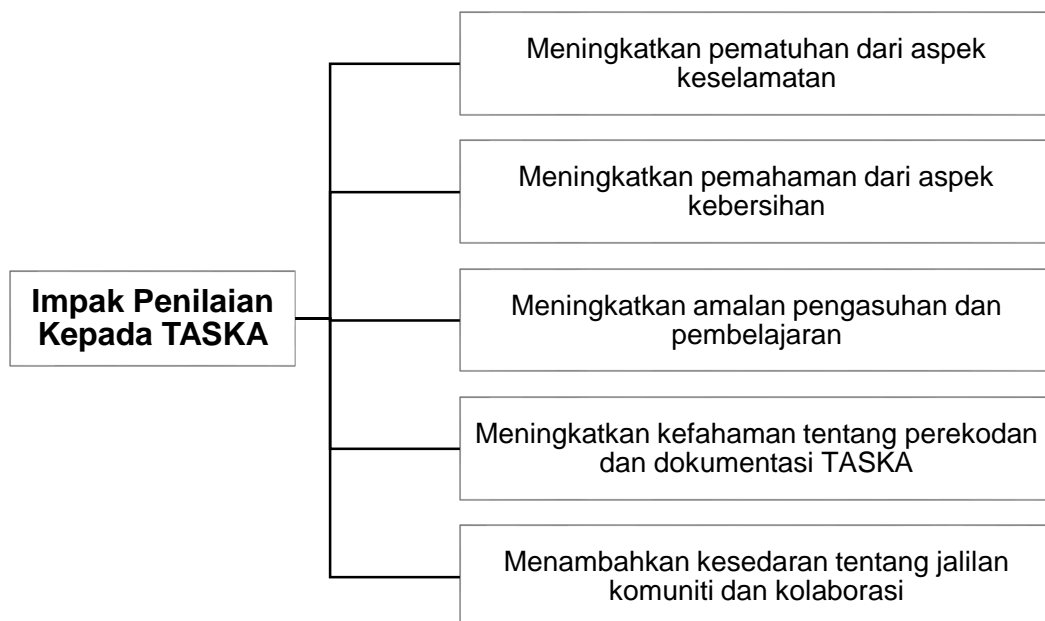 Meningkatkan pematuhan dari aspek
keselamatan
Meningkatkan pemahaman dari aspek
kebersihan
Impak Penilaian
Kepada TASKA
Meningkatkan amalan pengasuhan dan
pembelajaran
Meningkatkan kefahaman tentang perekodan
dan dokumentasi TASKA
Menambahkan kesedaran tentang jalilan
komuniti dan kolaborasi